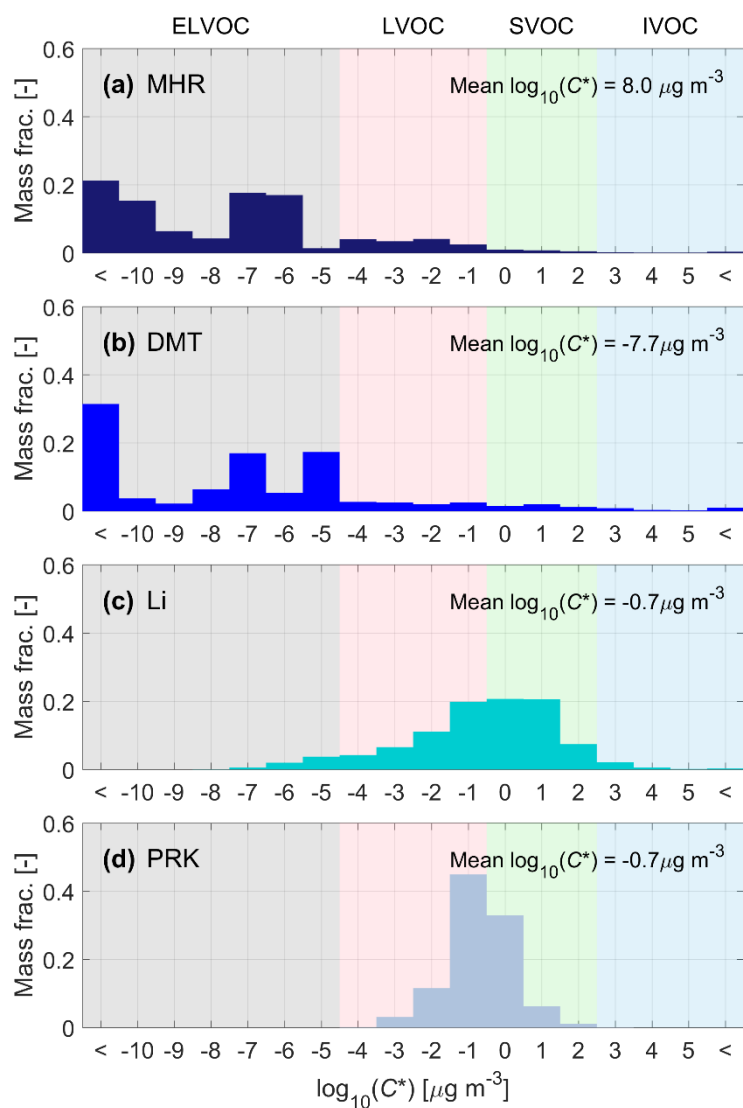 ELVOC LVOC SVOC IVOC
0.6
(a) MHR Mean log10(C*) = 8.0 μg m-3
0.4
Mass frac. [-]
0.2
0
< -10 -9 -8 -7 -6 -5 -4 -3 -2 -1 0 1 2 3 4 5 <
0.6
(b) DMT Mean log10(C*) = -7.7μg m-3
0.4
Mass frac. [-]
0.2
0
< -10 -9 -8 -7 -6 -5 -4 -3 -2 -1 0 1 2 3 4 5 <
0.6
(c) Li Mean log10(C*) = -0.7μg m-3
0.4
Mass frac. [-]
0.2
0
< -10 -9 -8 -7 -6 -5 -4 -3 -2 -1 0 1 2 3 4 5 <
0.6
(d) PRK Mean log10(C*) = -0.7μg m-3
0.4
Mass frac. [-]
0.2
0
< -10 -9 -8 -7 -6 -5 -4 -3 -2 -1 0 1 2 3 4 5 <
log10(C*) [μg m-3]